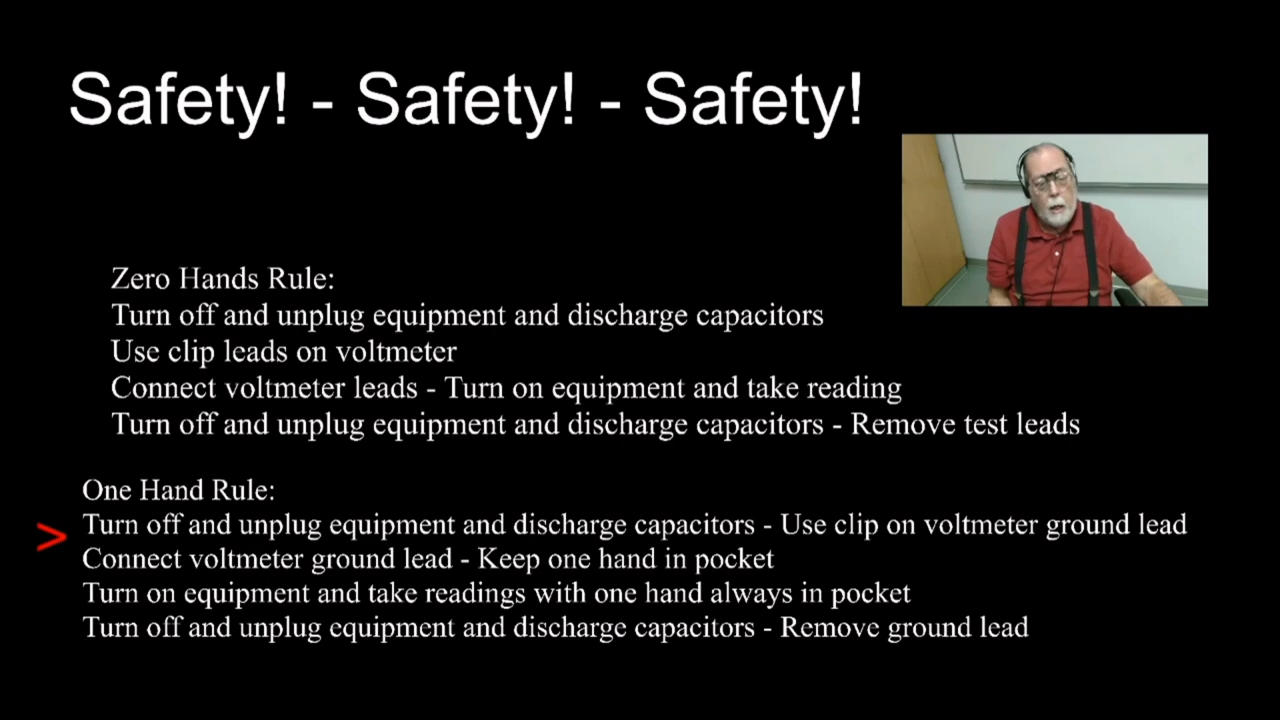 Safety! - Safety! - Safety!
Zero Hands Rule:
Turn off and unplug equipment and discharge capacitors
Use clip leads on voltmeter
Connect voltmeter leads - Turn on equipment and take reading
Turn off and unplug equipment and discharge capacitors - Remove test leads
One Hand Rule:
> Turn off and unplug equipment and discharge capacitors - Use clip on voltmeter ground lead
Connect voltmeter ground lead - Keep one hand in pocket
Turn on equipment and take readings with one hand always in pocket
Turn off and unplug equipment and discharge capacitors - Remove ground lead